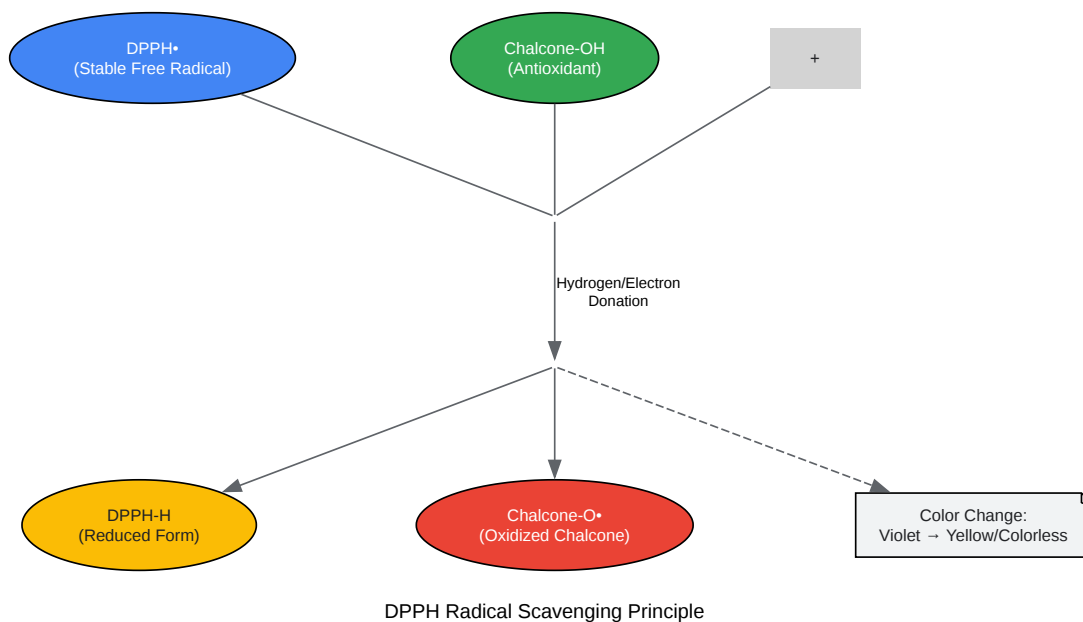 DPPH•
(Stable Free Radical)
Chalcone-OH
(Antioxidant)
+
Hydrogen/Electron
Donation
DPPH-H
(Reduced Form)
Chalcone-O•
(Oxidized Chalcone)
Color Change:
Violet → Yellow/Colorless
DPPH Radical Scavenging Principle